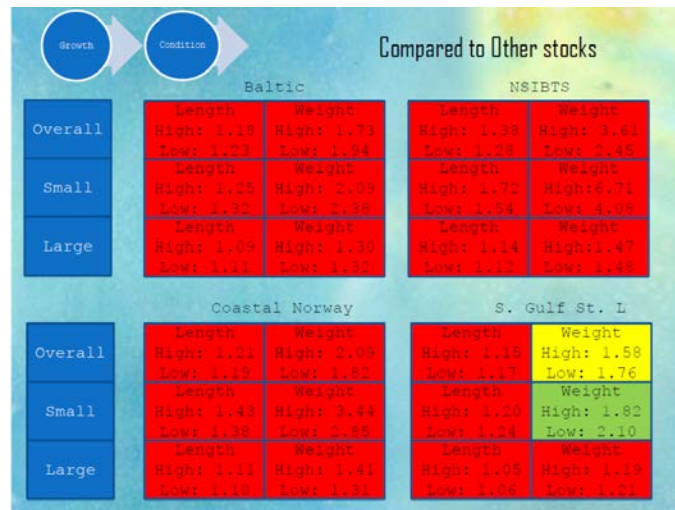 Growth
Condition
Compared to Other stocks
Baltic NSIBTS
Length Weight Length Weight
Overall High: 1.18 High: 1.73 High: 1.38 High: 3.61
Low: 1.23 Low: 1.94 Low: 1.28 Low: 2.45
Length Weight Length Weight
Small High: 1.25 High: 2.09 High: 1.72 High:6.71
Low: 1.32 Low: 2.38 Low: 1.54 Low: 4.08
Length Weight Length Weight
Large High: 1.09 High: 1.30 High: 1.14 High:1.47
Low: 1.11 Low: 1.32 Low: 1.12 Low: 1.48
Coastal Norway S. Gulf St. L
Length Weight Length Weight
Overall High: 1.21 High: 2.09 High: 1.15 High: 1.58
Low: 1.19 Low: 1.82 Low: 1.17 Low: 1.76
Length Weight Length Weight
Small High: 1.43 High: 3.44 High: 1.20 High: 1.82
Low: 1.38 Low: 2.85 Low: 1.24 Low: 2.10
Length Weight Length Weight
Large High: 1.11 High: 1.41 High: 1.05 High: 1.19
Low: 1.10 Low: 1.31 Low: 1.06 Low: 1.21